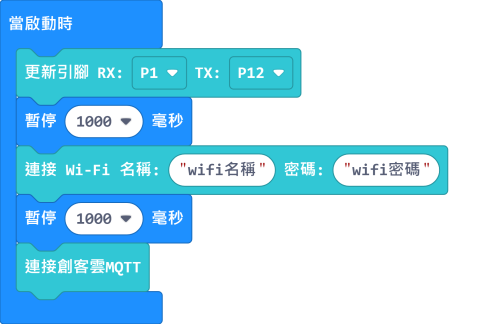 當啟動時
更新引腳 RX: P1 TX: P12
暫停 1000 毫秒
連接 Wi-Fi 名稱: "wifi名稱" 密碼: "wifi密碼"
暫停 1000 毫秒
連接創客雲MQTT